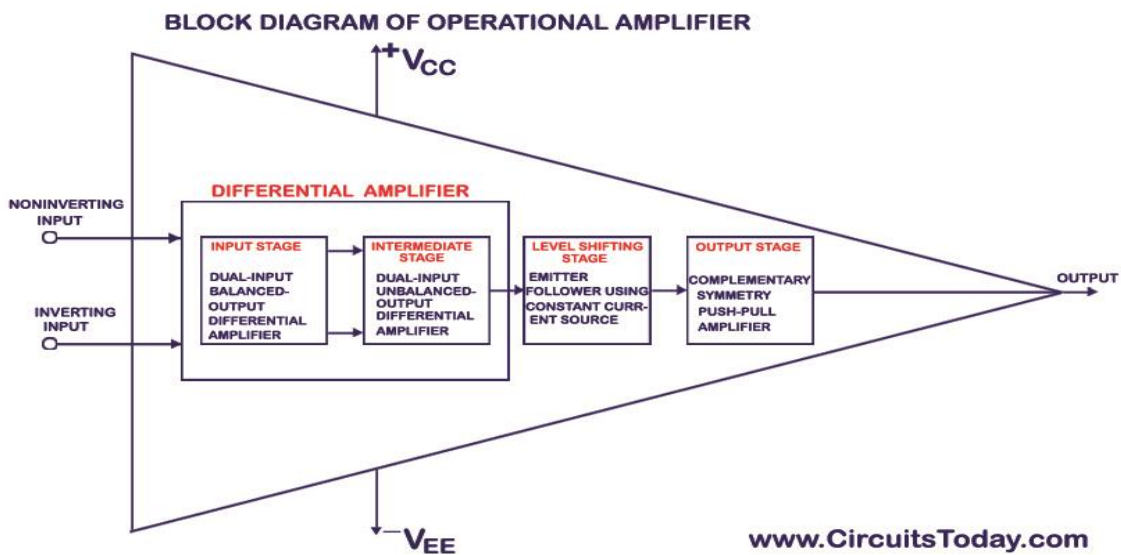 BLOCK DIAGRAM OF OPERATIONAL AMPLIFIER
+VCC
DIFFERENTIAL AMPLIFIER
NONINVERTING
INPUT
INPUT STAGE
DUAL-INPUT
BALANCED-
OUTPUT
DIFFERENTIAL
AMPLIFIER
INTERMEDIATE
STAGE
DUAL-INPUT
UNBALANCED-
OUTPUT
DIFFERENTIAL
AMPLIFIER
LEVEL SHIFTING
STAGE
EMITTER
FOLLOWER USING
CONSTANT CURR-
ENT SOURCE
OUTPUT STAGE
COMPLEMENTARY
SYMMETRY
PUSH-PULL
AMPLIFIER
OUTPUT
INVERTING
INPUT
-VEE
www.CircuitsToday.com